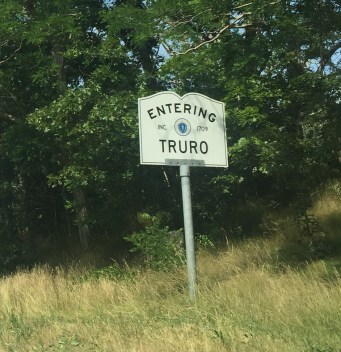 ENTERING
INC. 1709
TRURO